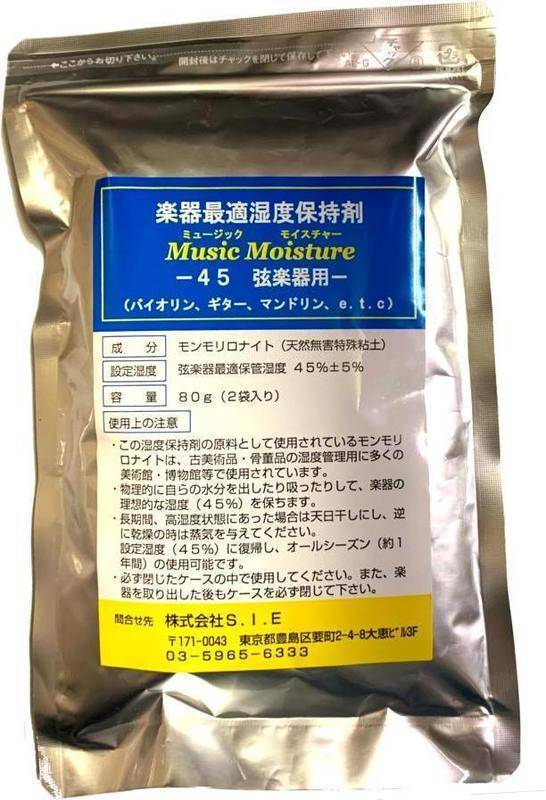 ←ここからお切り下さい。
開封後はチャックを閉じて保存して
チャック
AL-G
楽器最適湿度保持剤
ミュージック モイスチャー
Music Moisture
－45 弦楽器用－
（バイオリン、ギター、マンドリン、e.t.c）
成 分 モンモリロナイト（天然無害特殊粘土）
設定湿度 弦楽器最適保管湿度 45%±5%
容 量 80g（2袋入り）
使用上の注意
・この湿度保持剤の原料として使用されているモンモリ
ロナイトは、古美術品・骨董品の湿度管理用に多くの
美術館・博物館等で使用されています。
・物理的に自らの水分を出したり吸ったりして、楽器の
理想的な湿度（45%）を保ちます。
・長期間、高湿度状態にあった場合は天日干しにし、逆
に乾燥の時は蒸気を与えてください。
設定湿度（45%）に復帰し、オールシーズン（約1
年間）の使用可能です。
・必ず閉じたケースの中で使用してください。また、楽
器を取り出した後もケースを必ず閉じて下さい。
問合せ先 株式会社S.I.E
〒171-0043 東京都豊島区要町2-4-8大恵ﾋﾞﾙ3F
03-5965-6333